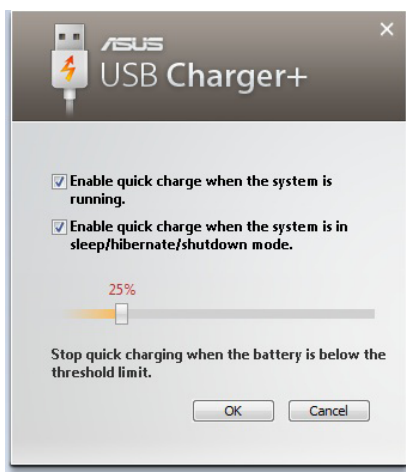 ASUS
USB Charger+
Enable quick charge when the system is
running.
Enable quick charge when the system is in
sleep/hibernate/shutdown mode.
25%
Stop quick charging when the battery is below the
threshold limit.
OK Cancel